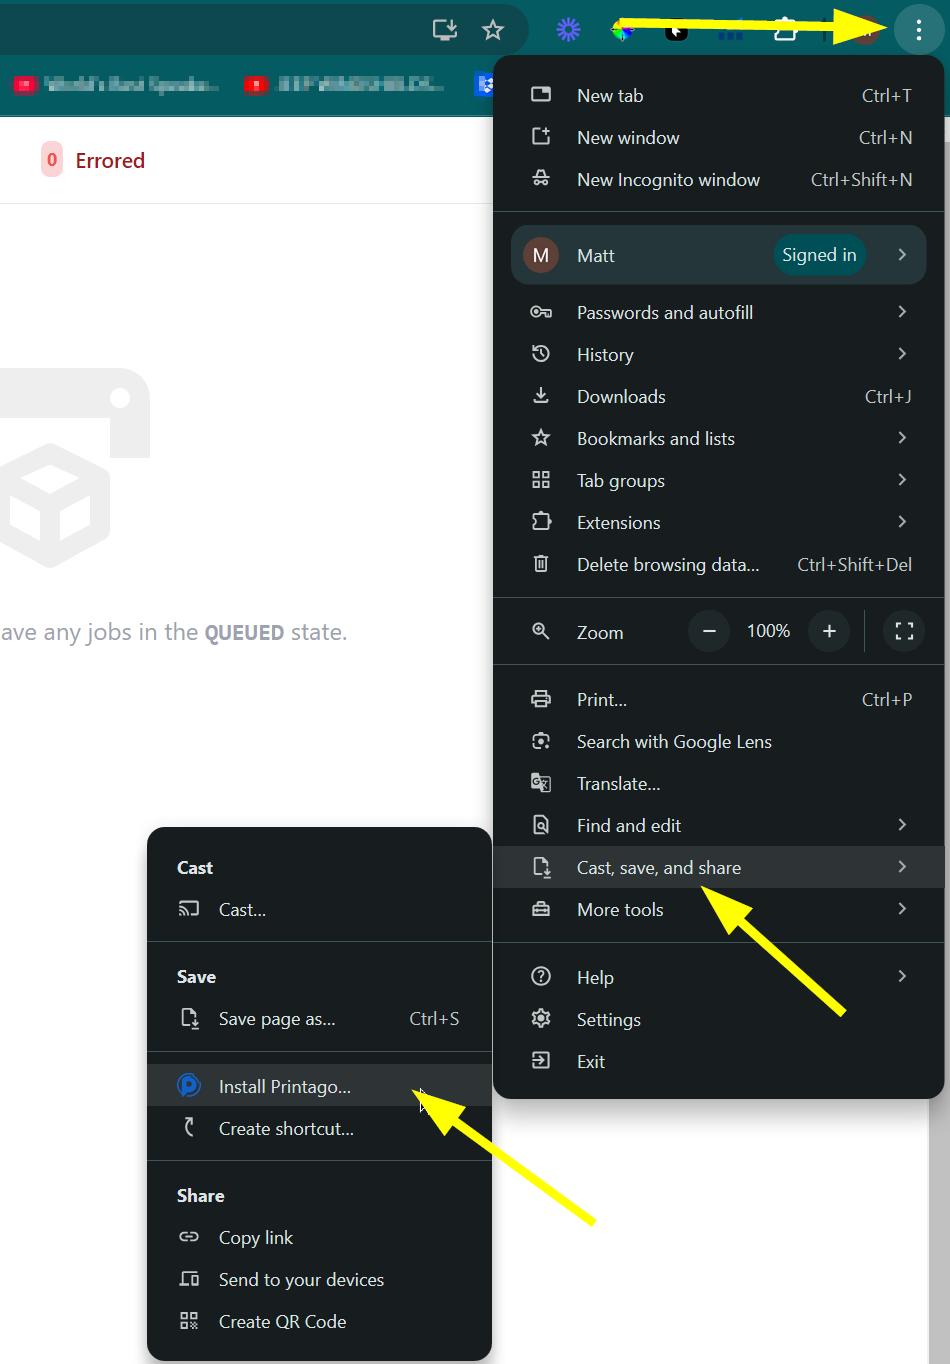 0 Errored
ave any jobs in the QUEUED state.
New tab Ctrl+T
New window Ctrl+N
New Incognito window Ctrl+Shift+N
M Matt Signed in
Passwords and autofill
History
Downloads Ctrl+J
Bookmarks and lists
Tab groups
Extensions
Delete browsing data... Ctrl+Shift+Del
Zoom − 100% +
Print... Ctrl+P
Search with Google Lens
Translate...
Find and edit
Cast, save, and share
More tools
Help
Settings
Exit
Cast
Cast...
Save
Save page as... Ctrl+S
Install Printago...
Create shortcut...
Share
Copy link
Send to your devices
Create QR Code